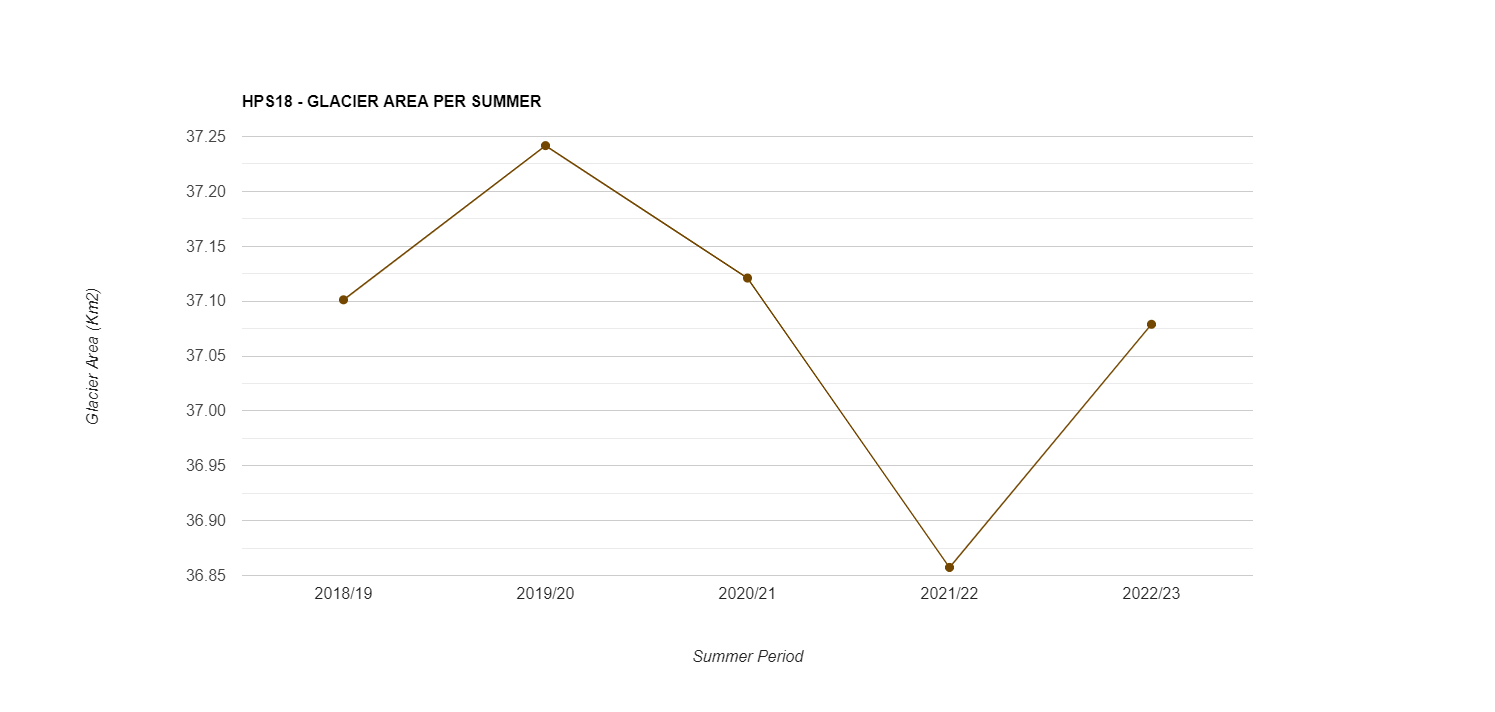 HPS18 - GLACIER AREA PER SUMMER
37.25
37.20
37.15
37.10
37.05
37.00
36.95
36.90
36.85
Glacier Area (Km2)
2018/19 2019/20 2020/21 2021/22 2022/23
Summer Period